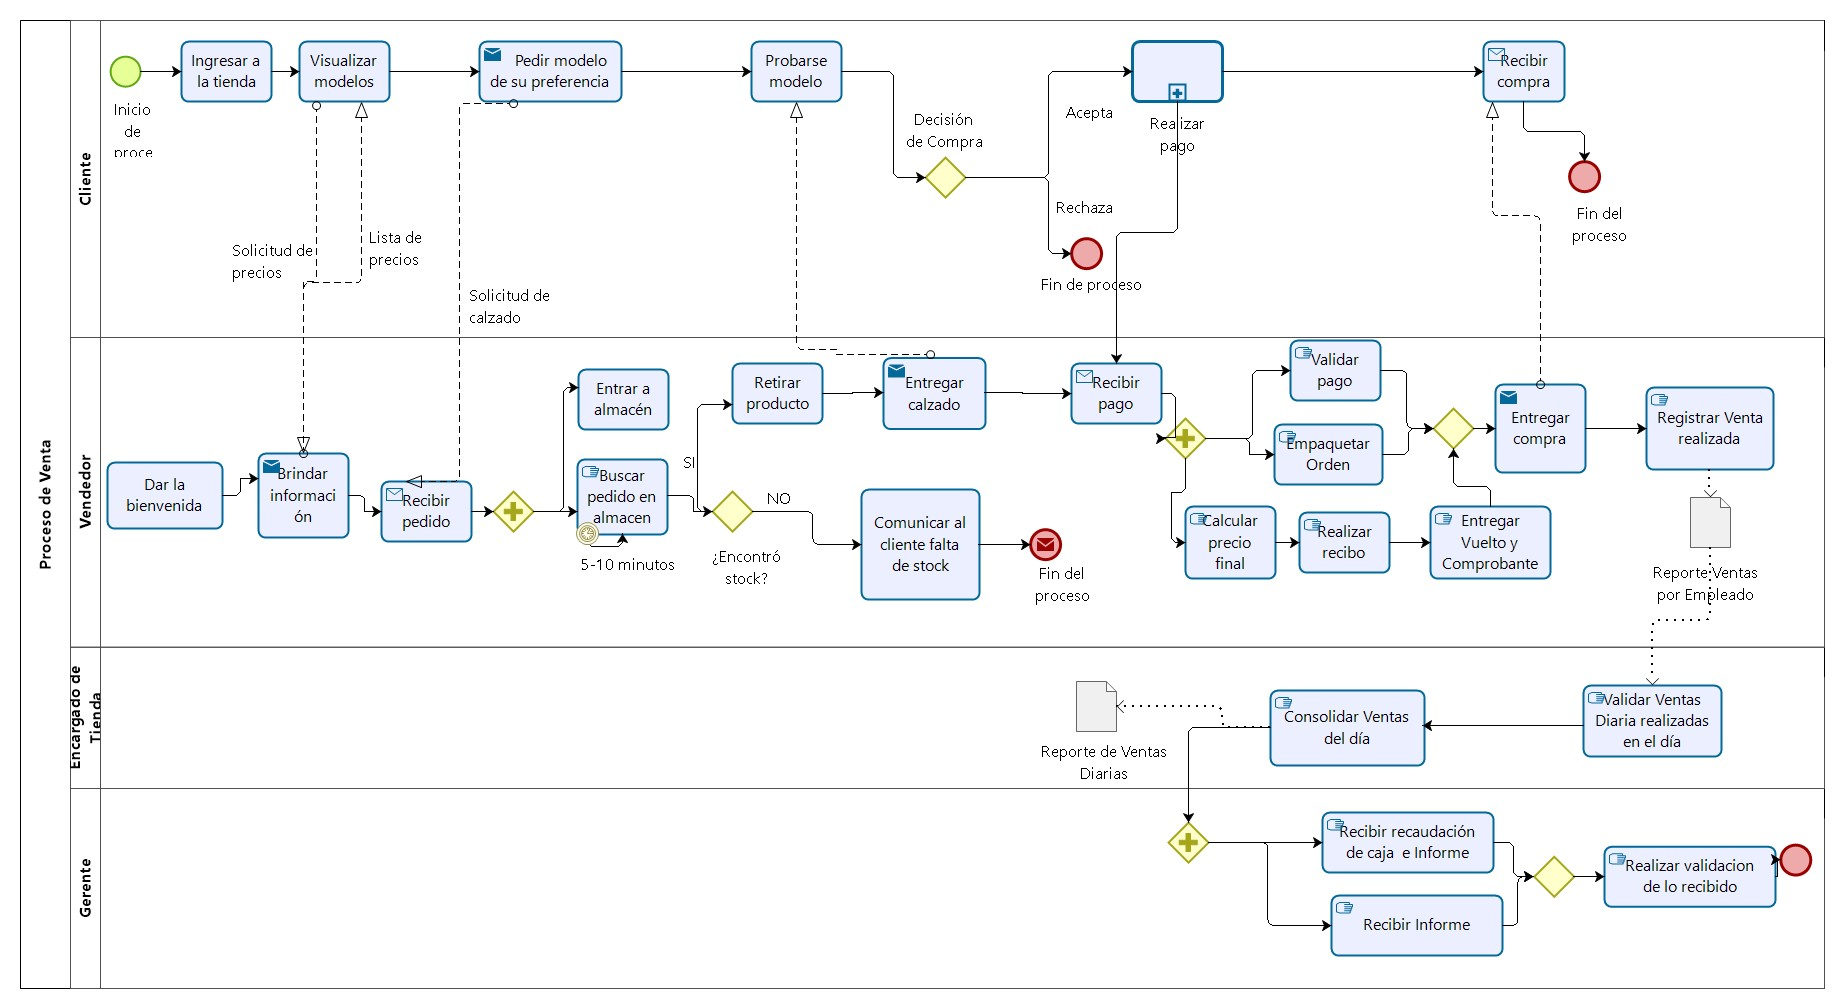 Proceso de Venta
Cliente
Inicio
de
proce
Ingresar a
la tienda
Visualizar
modelos
Pedir modelo
de su preferencia
Probarse
modelo
Decisión
de Compra
Acepta
Rechaza
Realizar
pago
Fin de proceso
Recibir
compra
Fin del
proceso
Solicitud de
precios
Lista de
precios
Solicitud de
calzado
Vendedor
Dar la
bienvenida
Brindar
informaci
ón
Recibir
pedido
Entrar a
almacén
Buscar
pedido en
almacen
5-10 minutos
SI
NO
¿Encontró
stock?
Retirar
producto
Entregar
calzado
Comunicar al
cliente falta
de stock
Fin del
proceso
Recibir
pago
Validar
pago
Empaquetar
Orden
Calcular
precio
final
Realizar
recibo
Entregar
Vuelto y
Comprobante
Entregar
compra
Registrar Venta
realizada
Reporte Ventas
por Empleado
Encargado de
Tienda
Reporte de Ventas
Diarias
Consolidar Ventas
del día
Validar Ventas
Diaria realizadas
en el día
Gerente
Recibir recaudación
de caja e Informe
Recibir Informe
Realizar validacion
de lo recibido